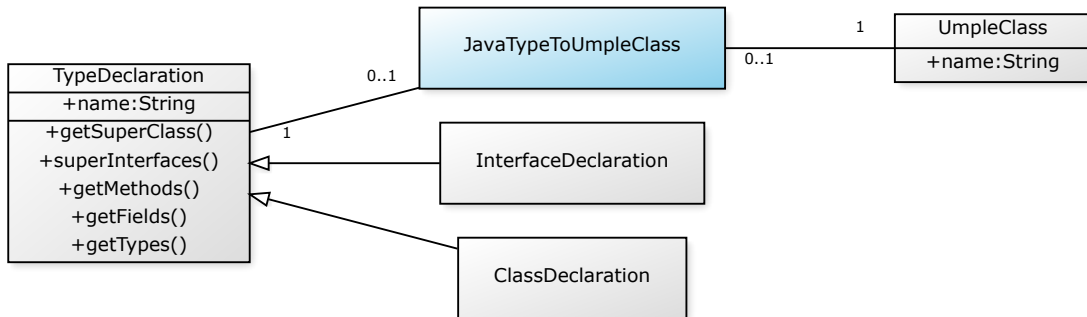 TypeDeclaration
+name:String
+getSuperClass()
+superInterfaces()
+getMethods()
+getFields()
+getTypes()
1
0..1
JavaTypeToUmpleClass
0..1
1
UmpleClass
+name:String
InterfaceDeclaration
ClassDeclaration